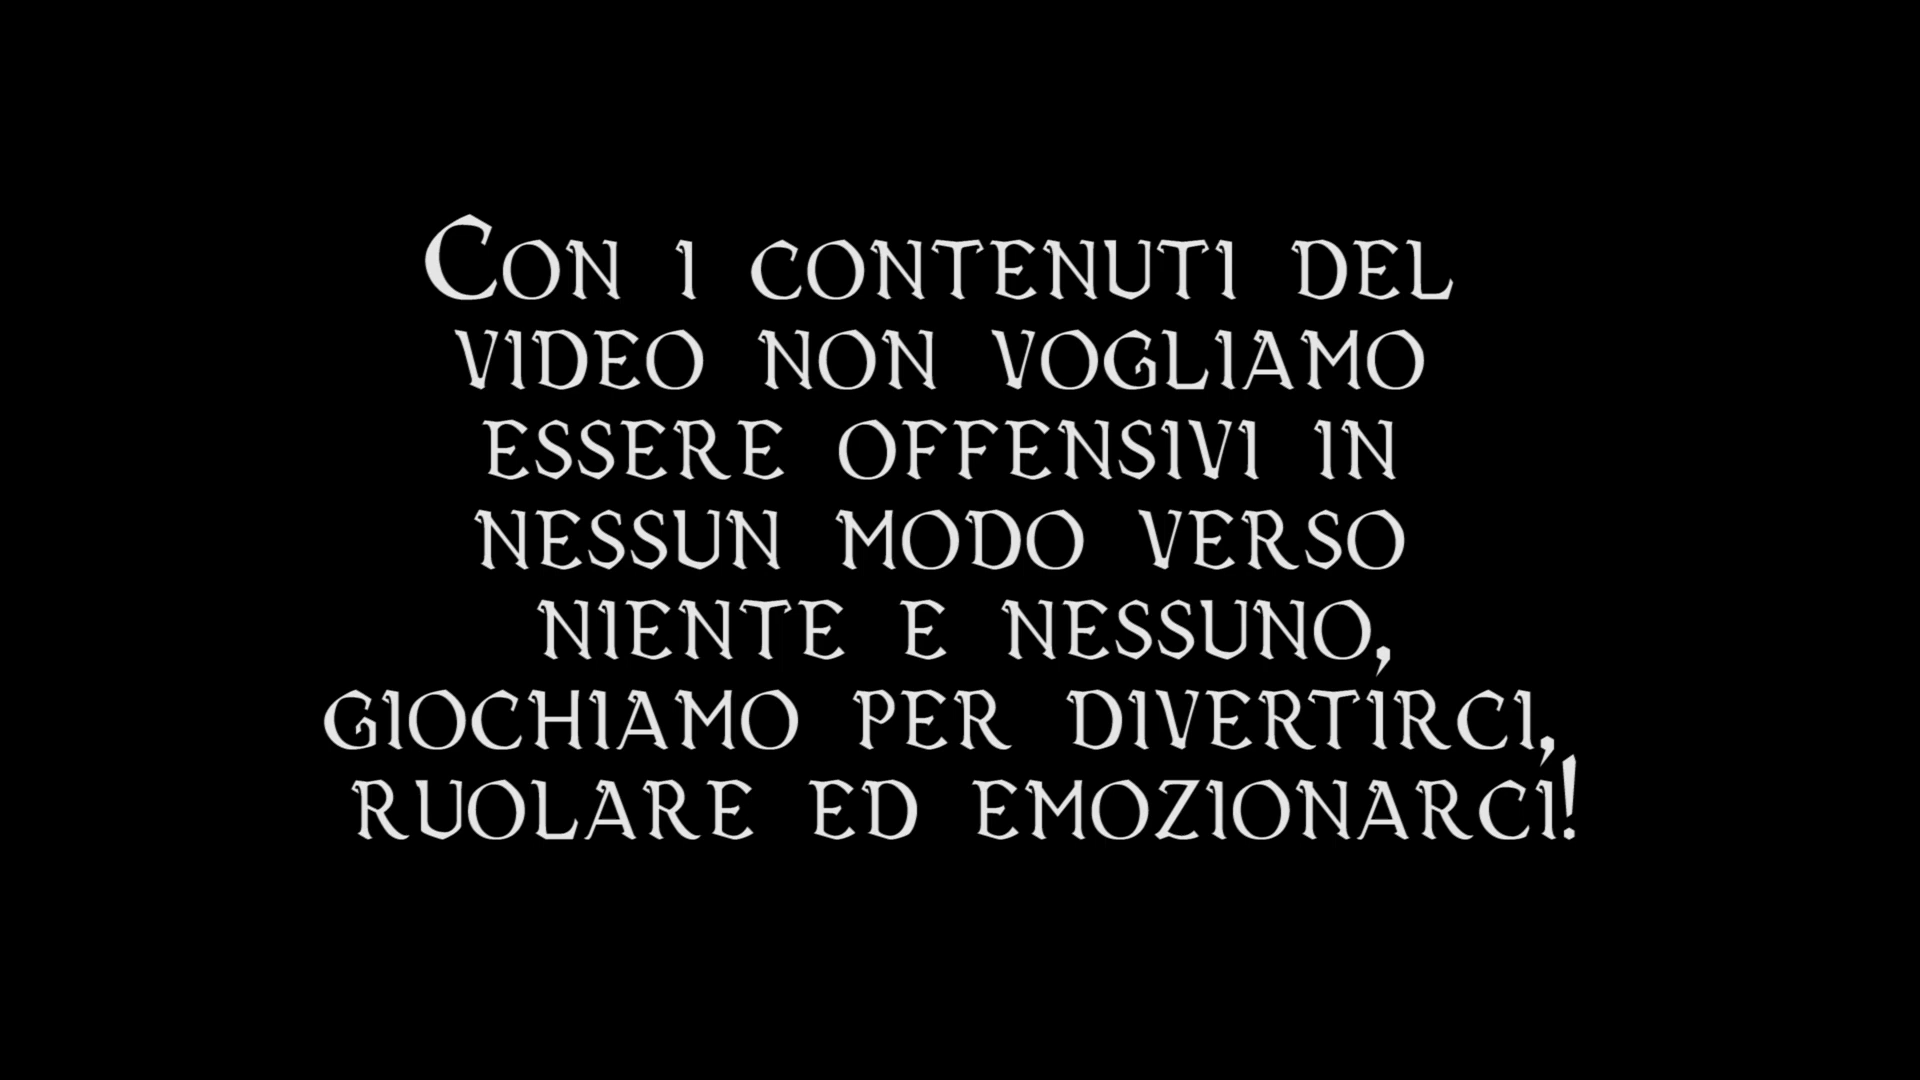 Con i contenuti del
video non vogliamo
essere offensivi in
nessun modo verso
niente e nessuno,
giochiamo per divertirci,
ruolare ed emozionarci!